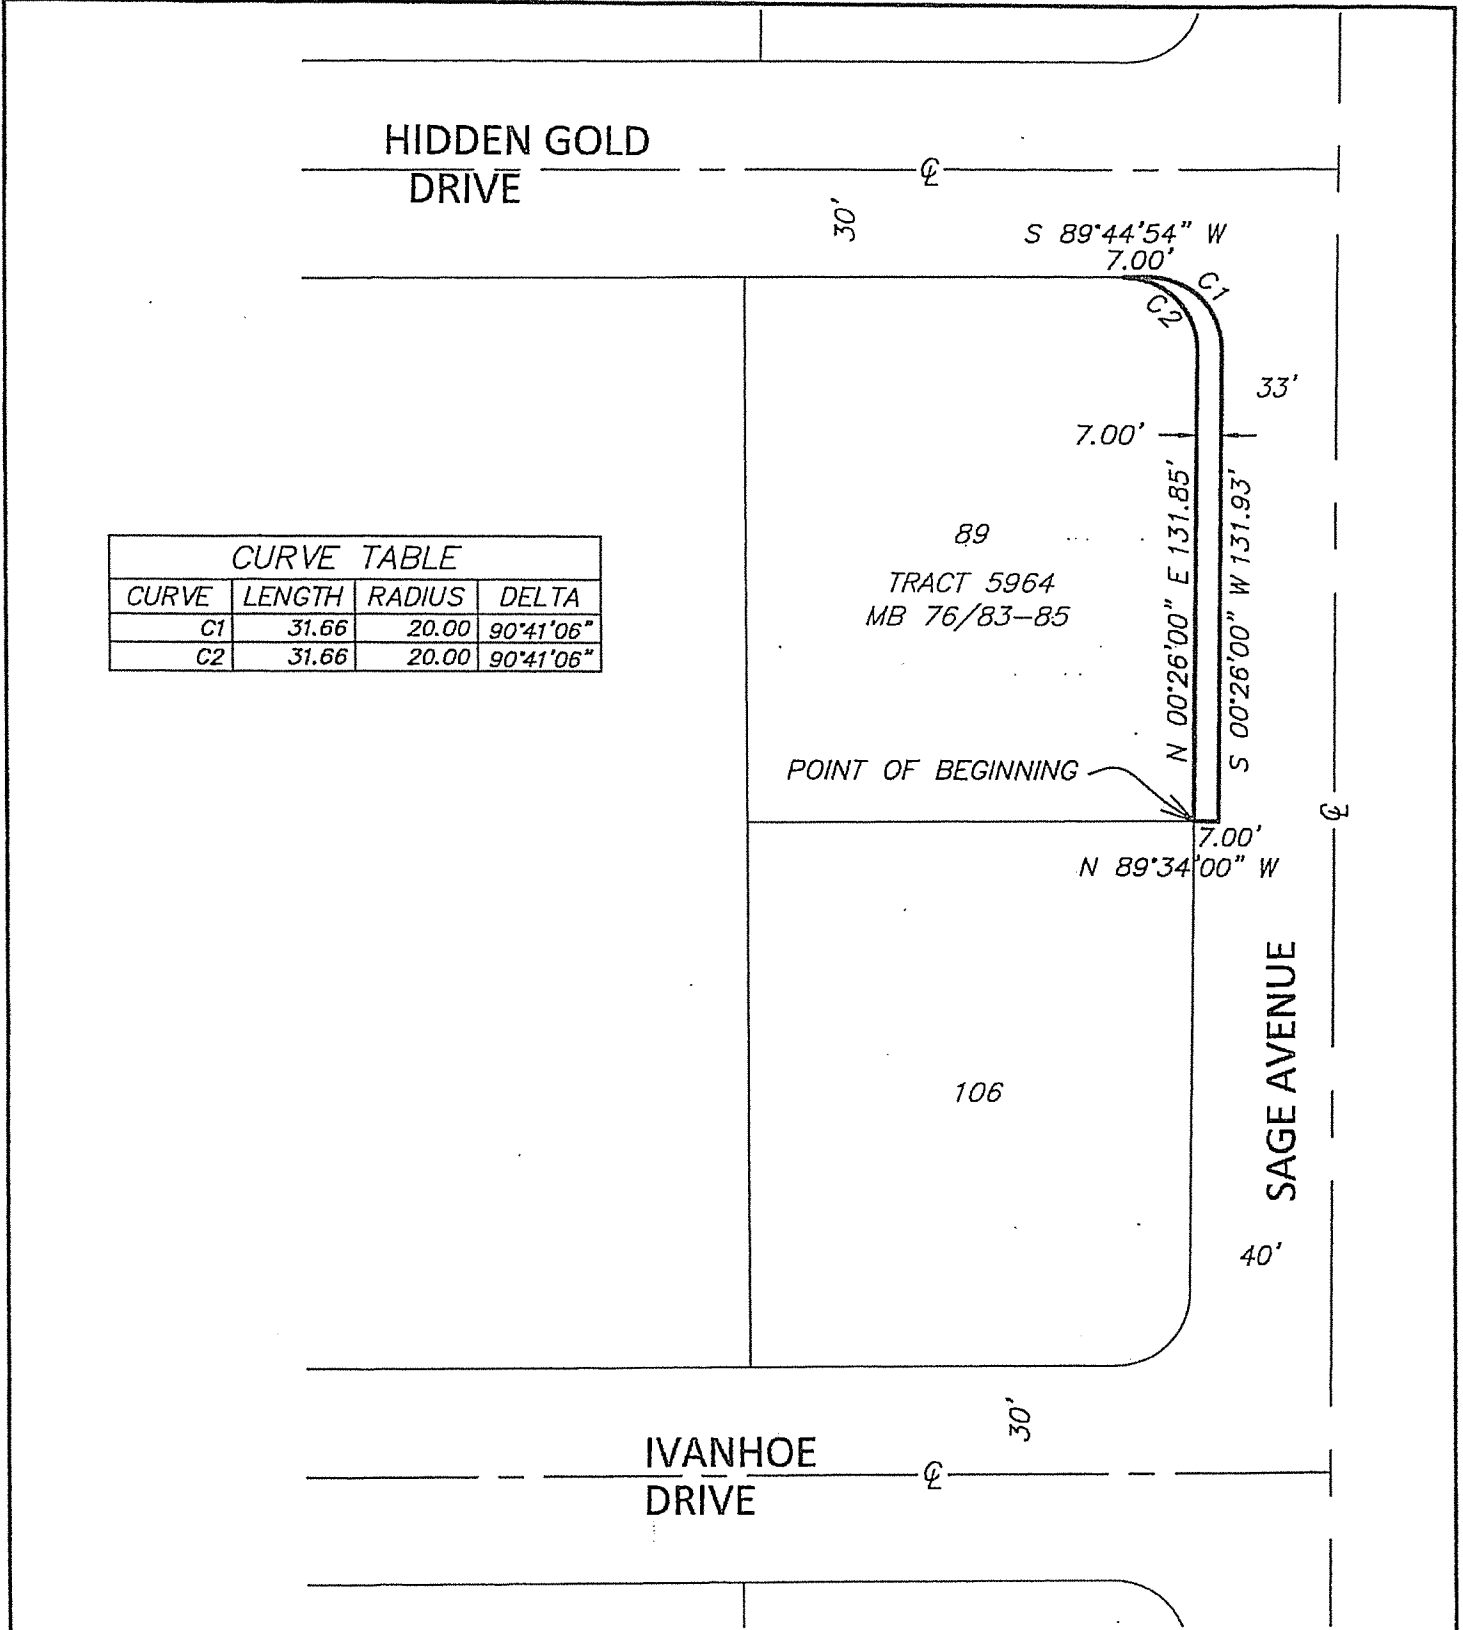 HIDDEN GOLD
DRIVE
℄
30'
S 89°44'54" W
7.00'
C1
C2
33'
7.00'
N 00°26'00" E 131.85'
S 00°26'00" W 131.93'
89
TRACT 5964
MB 76/83-85
CURVE TABLE
CURVE LENGTH RADIUS DELTA
C1 31.66 20.00 90°41'06"
C2 31.66 20.00 90°41'06"
POINT OF BEGINNING
℄
7.00'
N 89°34'00" W
SAGE AVENUE
106
40'
30'
IVANHOE
DRIVE
℄